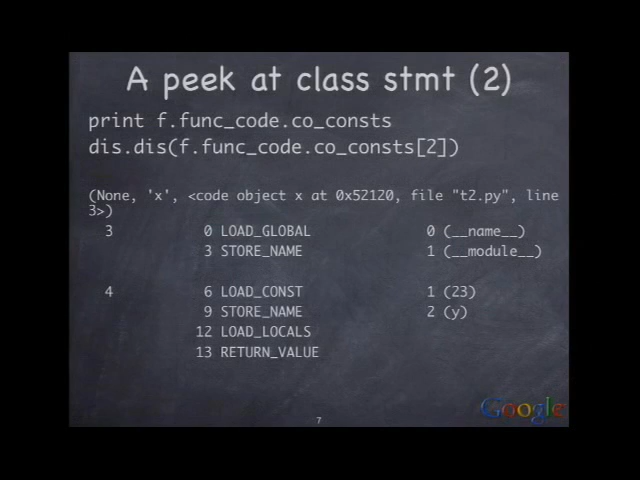 A peek at class stmt (2)
print f.func_code.co_consts
dis.dis(f.func_code.co_consts[2])
(None, 'x', <code object x at 0x52120, file "t2.py", line
3>)
3 0 LOAD_GLOBAL 0 (__name__)
3 STORE_NAME 1 (__module__)
4 6 LOAD_CONST 1 (23)
9 STORE_NAME 2 (y)
12 LOAD_LOCALS
13 RETURN_VALUE
Google
7